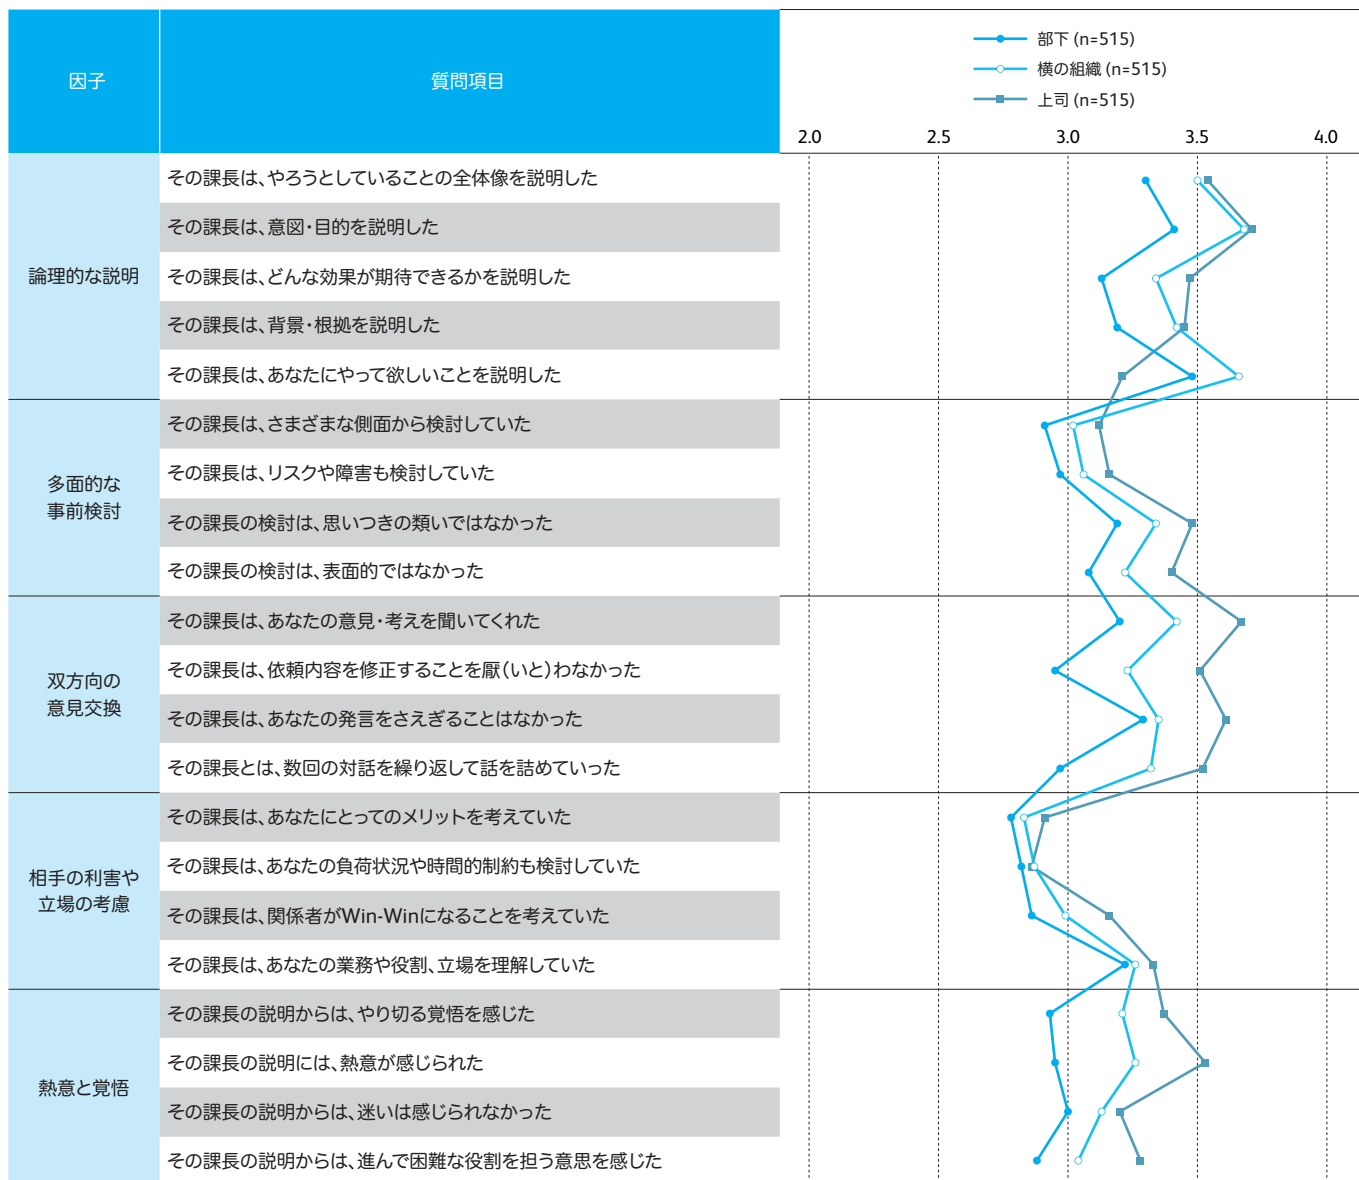 因子
質問項目
部下 (n=515)
横の組織 (n=515)
上司 (n=515)
2.0 2.5 3.0 3.5 4.0
論理的な説明
その課長は、やろうとしていることの全体像を説明した
その課長は、意図・目的を説明した
その課長は、どんな効果が期待できるかを説明した
その課長は、背景・根拠を説明した
その課長は、あなたにやって欲しいことを説明した
多面的な
事前検討
その課長は、さまざまな側面から検討していた
その課長は、リスクや障害も検討していた
その課長の検討は、思いつきの類いではなかった
その課長の検討は、表面的ではなかった
双方向の
意見交換
その課長は、あなたの意見・考えを聞いてくれた
その課長は、依頼内容を修正することを厭（いと）わなかった
その課長は、あなたの発言をさえぎることはなかった
その課長とは、数回の対話を繰り返して話を詰めていった
相手の利害や
立場の考慮
その課長は、あなたにとってのメリットを考えていた
その課長は、あなたの負荷状況や時間的制約も検討していた
その課長は、関係者がWin-Winになることを考えていた
その課長は、あなたの業務や役割、立場を理解していた
熱意と覚悟
その課長の説明からは、やり切る覚悟を感じた
その課長の説明には、熱意が感じられた
その課長の説明からは、迷いは感じられなかった
その課長の説明からは、進んで困難な役割を担う意思を感じた